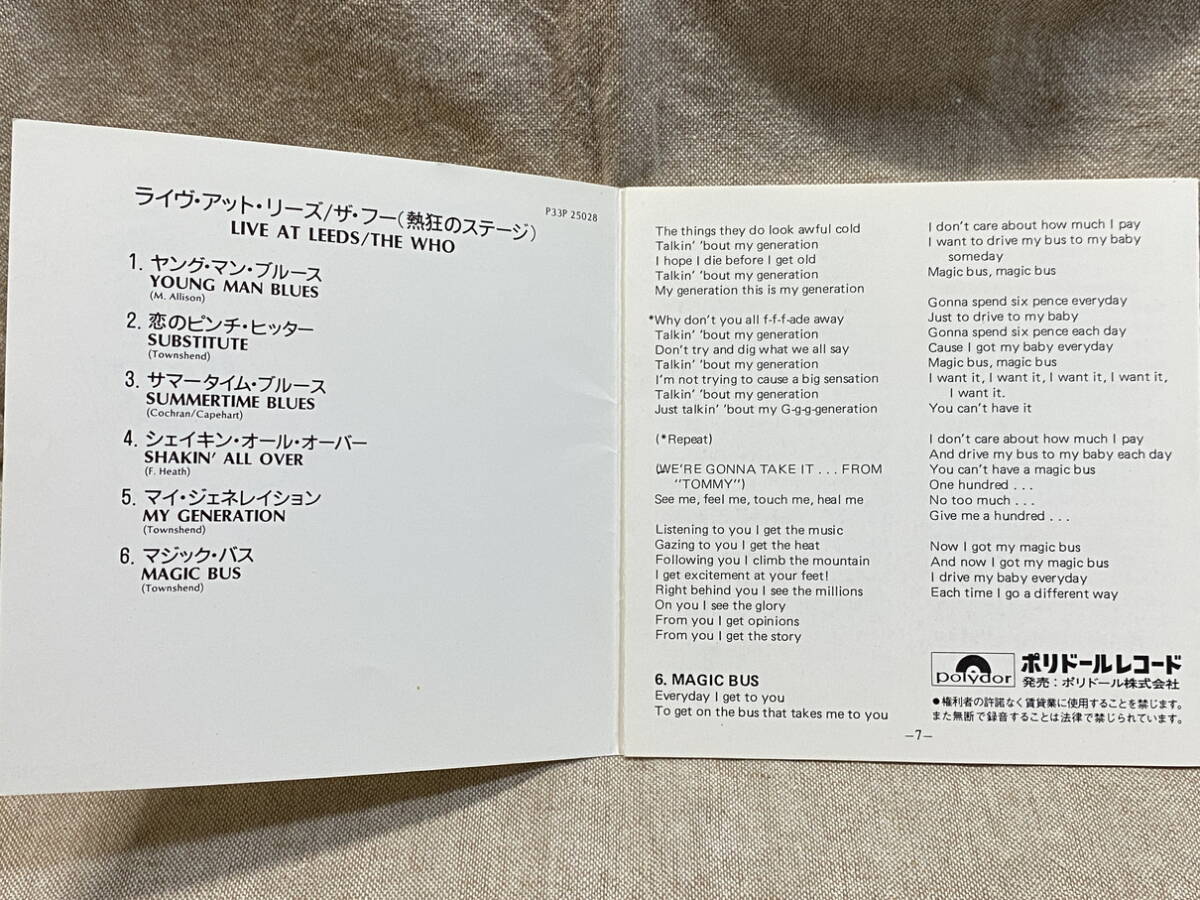 ライヴ・アット・リーズ/ザ・フー(熱狂のステージ)
P33P 25028
LIVE AT LEEDS/THE WHO
1. ヤング・マン・ブルース
YOUNG MAN BLUES
(M. Allison)
2. 恋のピンチ・ヒッター
SUBSTITUTE
(Townshend)
3. サマータイム・ブルース
SUMMERTIME BLUES
(Cochran/Capehart)
4. シェイキン・オール・オーバー
SHAKIN' ALL OVER
(F. Heath)
5. マイ・ジェネレイション
MY GENERATION
(Townshend)
6. マジック・バス
MAGIC BUS
(Townshend)
The things they do look awful cold
Talkin' 'bout my generation
I hope I die before I get old
Talkin' 'bout my generation
My generation this is my generation
*Why don't you all f-f-f-ade away
Talkin' 'bout my generation
Don't try and dig what we all say
Talkin' 'bout my generation
I'm not trying to cause a big sensation
Talkin' 'bout my generation
Just talkin' 'bout my G-g-g-generation
(*Repeat)
(WE'RE GONNA TAKE IT . . . FROM
"TOMMY")
See me, feel me, touch me, heal me
Listening to you I get the music
Gazing to you I get the heat
Following you I climb the mountain
I get excitement at your feet!
Right behind you I see the millions
On you I see the glory
From you I get opinions
From you I get the story
6. MAGIC BUS
Everyday I get to you
To get on the bus that takes me to you
I don't care about how much I pay
I want to drive my bus to my baby
someday
Magic bus, magic bus
Gonna spend six pence everyday
Just to drive to my baby
Gonna spend six pence each day
Cause I got my baby everyday
Magic bus, magic bus
I want it, I want it, I want it, I want it,
I want it.
You can't have it
I don't care about how much I pay
And drive my bus to my baby each day
You can't have a magic bus
One hundred . . .
No too much . . .
Give me a hundred . . .
Now I got my magic bus
And now I got my magic bus
I drive my baby everyday
Each time I go a different way
polydor
ポリドールレコード
発売：ポリドール株式会社
●権利者の許諾なく賃貸業に使用することを禁じます。
また無断で録音することは法律で禁じられています。
—7—